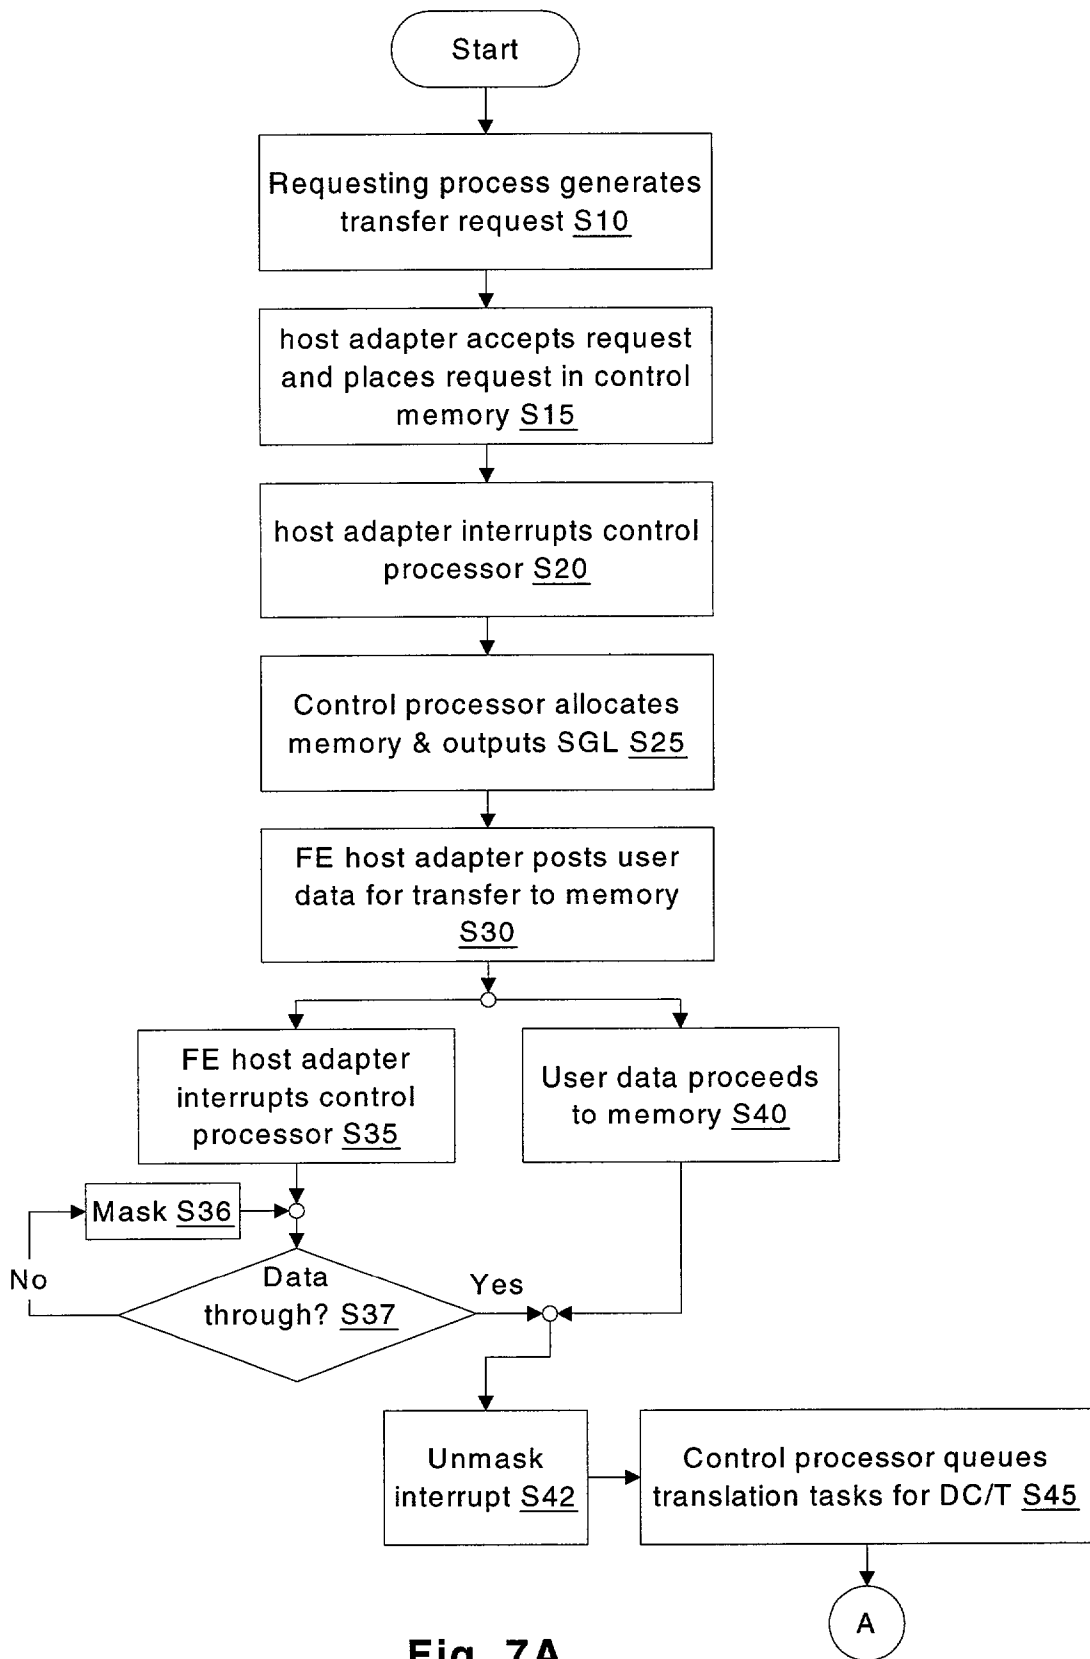 Start
Requesting process generates
transfer request S10
host adapter accepts request
and places request in control
memory S15
host adapter interrupts control
processor S20
Control processor allocates
memory & outputs SGL S25
FE host adapter posts user
data for transfer to memory
S30
FE host adapter
interrupts control
processor S35
User data proceeds
to memory S40
Mask S36
No
Data
through? S37
Yes
Unmask
interrupt S42
Control processor queues
translation tasks for DC/T S45
A
Fig. 7A